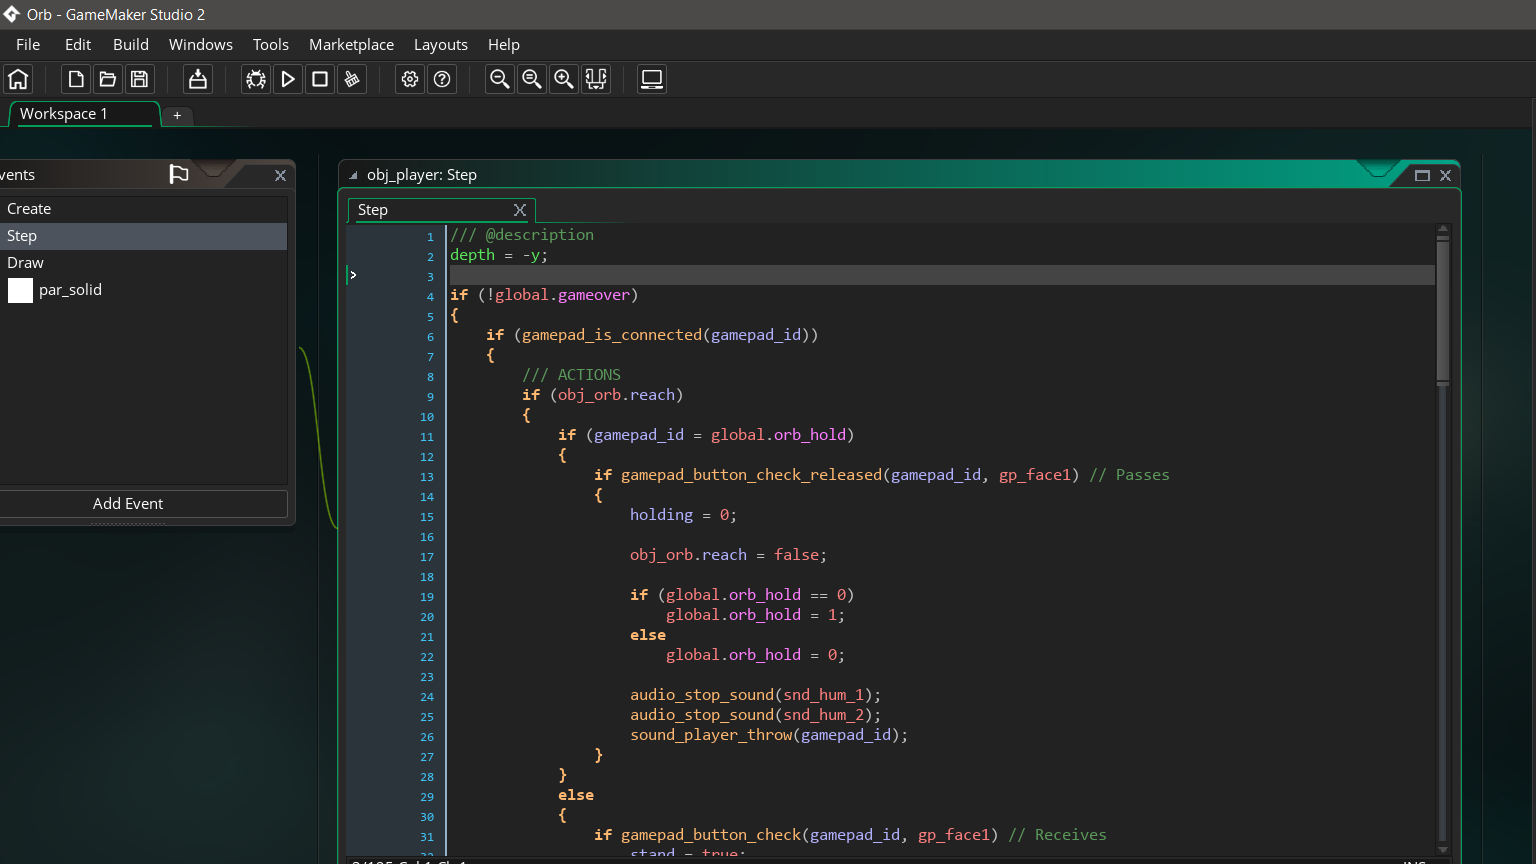 Orb - GameMaker Studio 2
File Edit Build Windows Tools Marketplace Layouts Help
Workspace 1 +
vents
Create
Step
Draw
par_solid
Add Event
obj_player: Step
Step
1 /// @description
2 depth = -y;
3
4 if (!global.gameover)
5 {
6 if (gamepad_is_connected(gamepad_id))
7 {
8 /// ACTIONS
9 if (obj_orb.reach)
10 {
11 if (gamepad_id = global.orb_hold)
12 {
13 if gamepad_button_check_released(gamepad_id, gp_face1) // Passes
14 {
15 holding = 0;
16
17 obj_orb.reach = false;
18
19 if (global.orb_hold == 0)
20 global.orb_hold = 1;
21 else
22 global.orb_hold = 0;
23
24 audio_stop_sound(snd_hum_1);
25 audio_stop_sound(snd_hum_2);
26 sound_player_throw(gamepad_id);
27 }
28 }
29 else
30 {
31 if gamepad_button_check(gamepad_id, gp_face1) // Receives
32 stand = true;